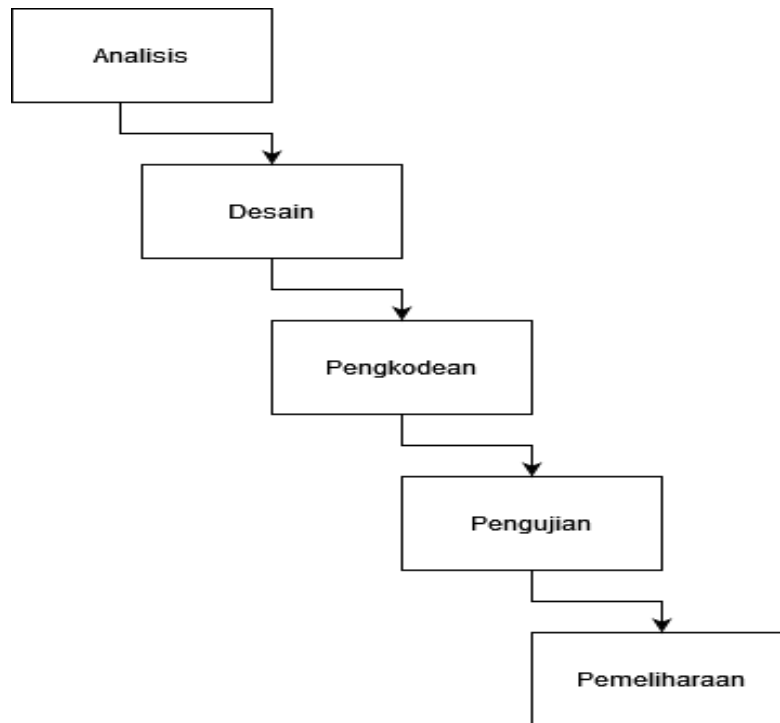 Analisis
Desain
Pengkodean
Pengujian
Pemeliharaan